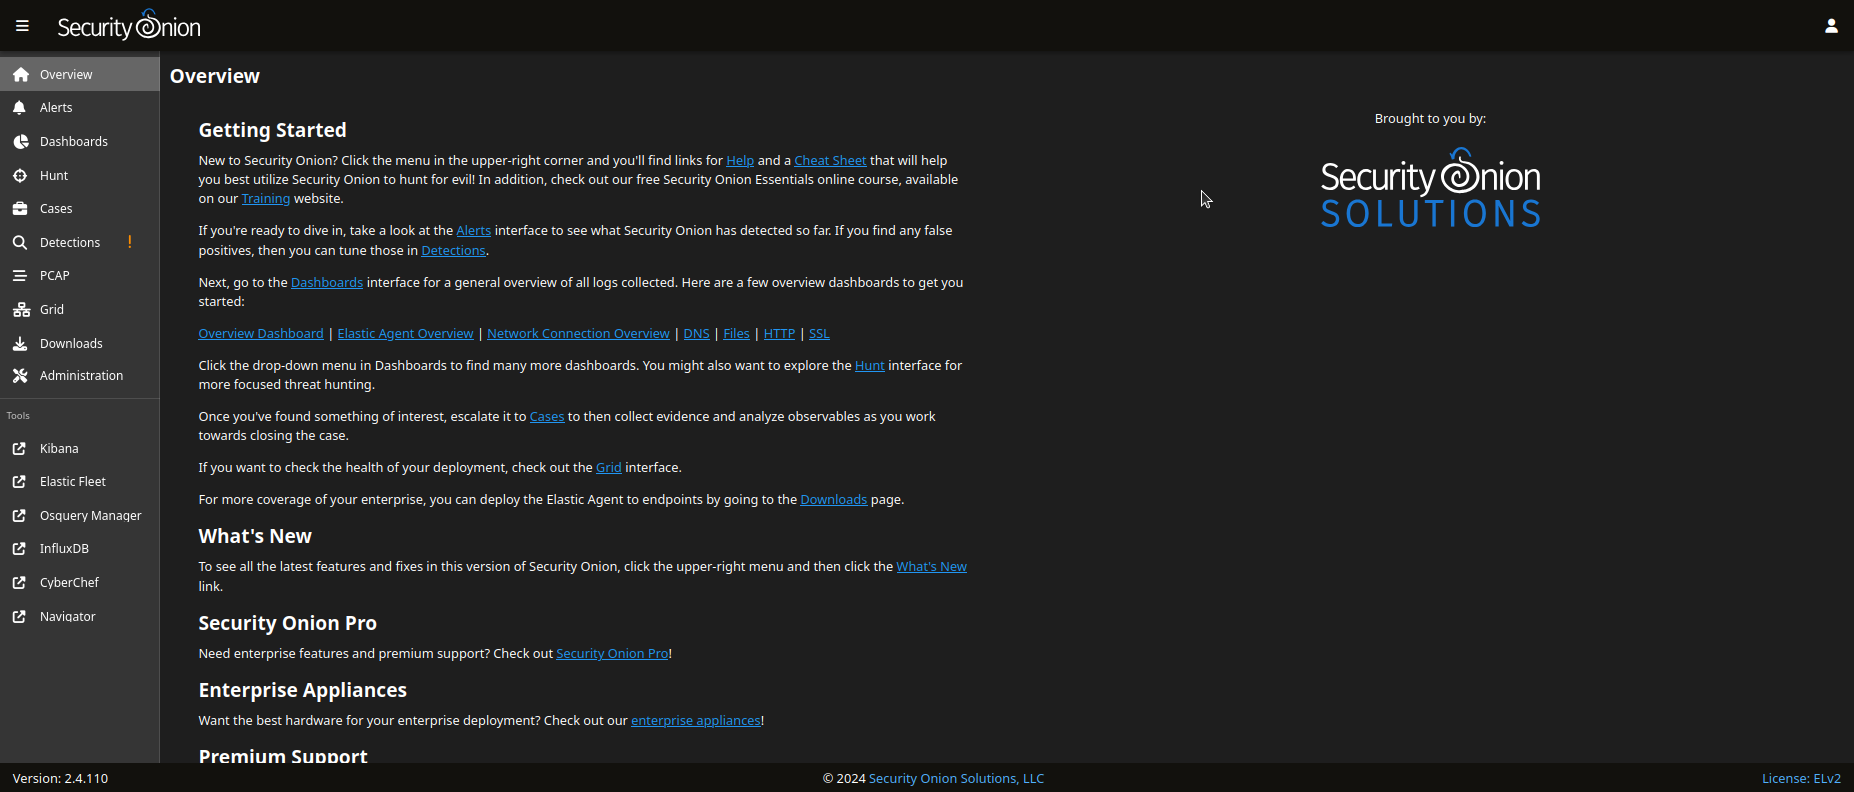 Security Onion
Overview
Alerts
Dashboards
Hunt
Cases
Detections !
PCAP
Grid
Downloads
Administration
Tools
Kibana
Elastic Fleet
Osquery Manager
InfluxDB
CyberChef
Navigator
Overview
Getting Started
New to Security Onion? Click the menu in the upper-right corner and you'll find links for Help and a Cheat Sheet that will help
you best utilize Security Onion to hunt for evil! In addition, check out our free Security Onion Essentials online course, available
on our Training website.
If you're ready to dive in, take a look at the Alerts interface to see what Security Onion has detected so far. If you find any false
positives, then you can tune those in Detections.
Next, go to the Dashboards interface for a general overview of all logs collected. Here are a few overview dashboards to get you
started:
Overview Dashboard | Elastic Agent Overview | Network Connection Overview | DNS | Files | HTTP | SSL
Click the drop-down menu in Dashboards to find many more dashboards. You might also want to explore the Hunt interface for
more focused threat hunting.
Once you've found something of interest, escalate it to Cases to then collect evidence and analyze observables as you work
towards closing the case.
If you want to check the health of your deployment, check out the Grid interface.
For more coverage of your enterprise, you can deploy the Elastic Agent to endpoints by going to the Downloads page.
What's New
To see all the latest features and fixes in this version of Security Onion, click the upper-right menu and then click the What's New
link.
Security Onion Pro
Need enterprise features and premium support? Check out Security Onion Pro!
Enterprise Appliances
Want the best hardware for your enterprise deployment? Check out our enterprise appliances!
Premium Support
Brought to you by:
Security Onion
SOLUTIONS
Version: 2.4.110
© 2024 Security Onion Solutions, LLC
License: ELv2